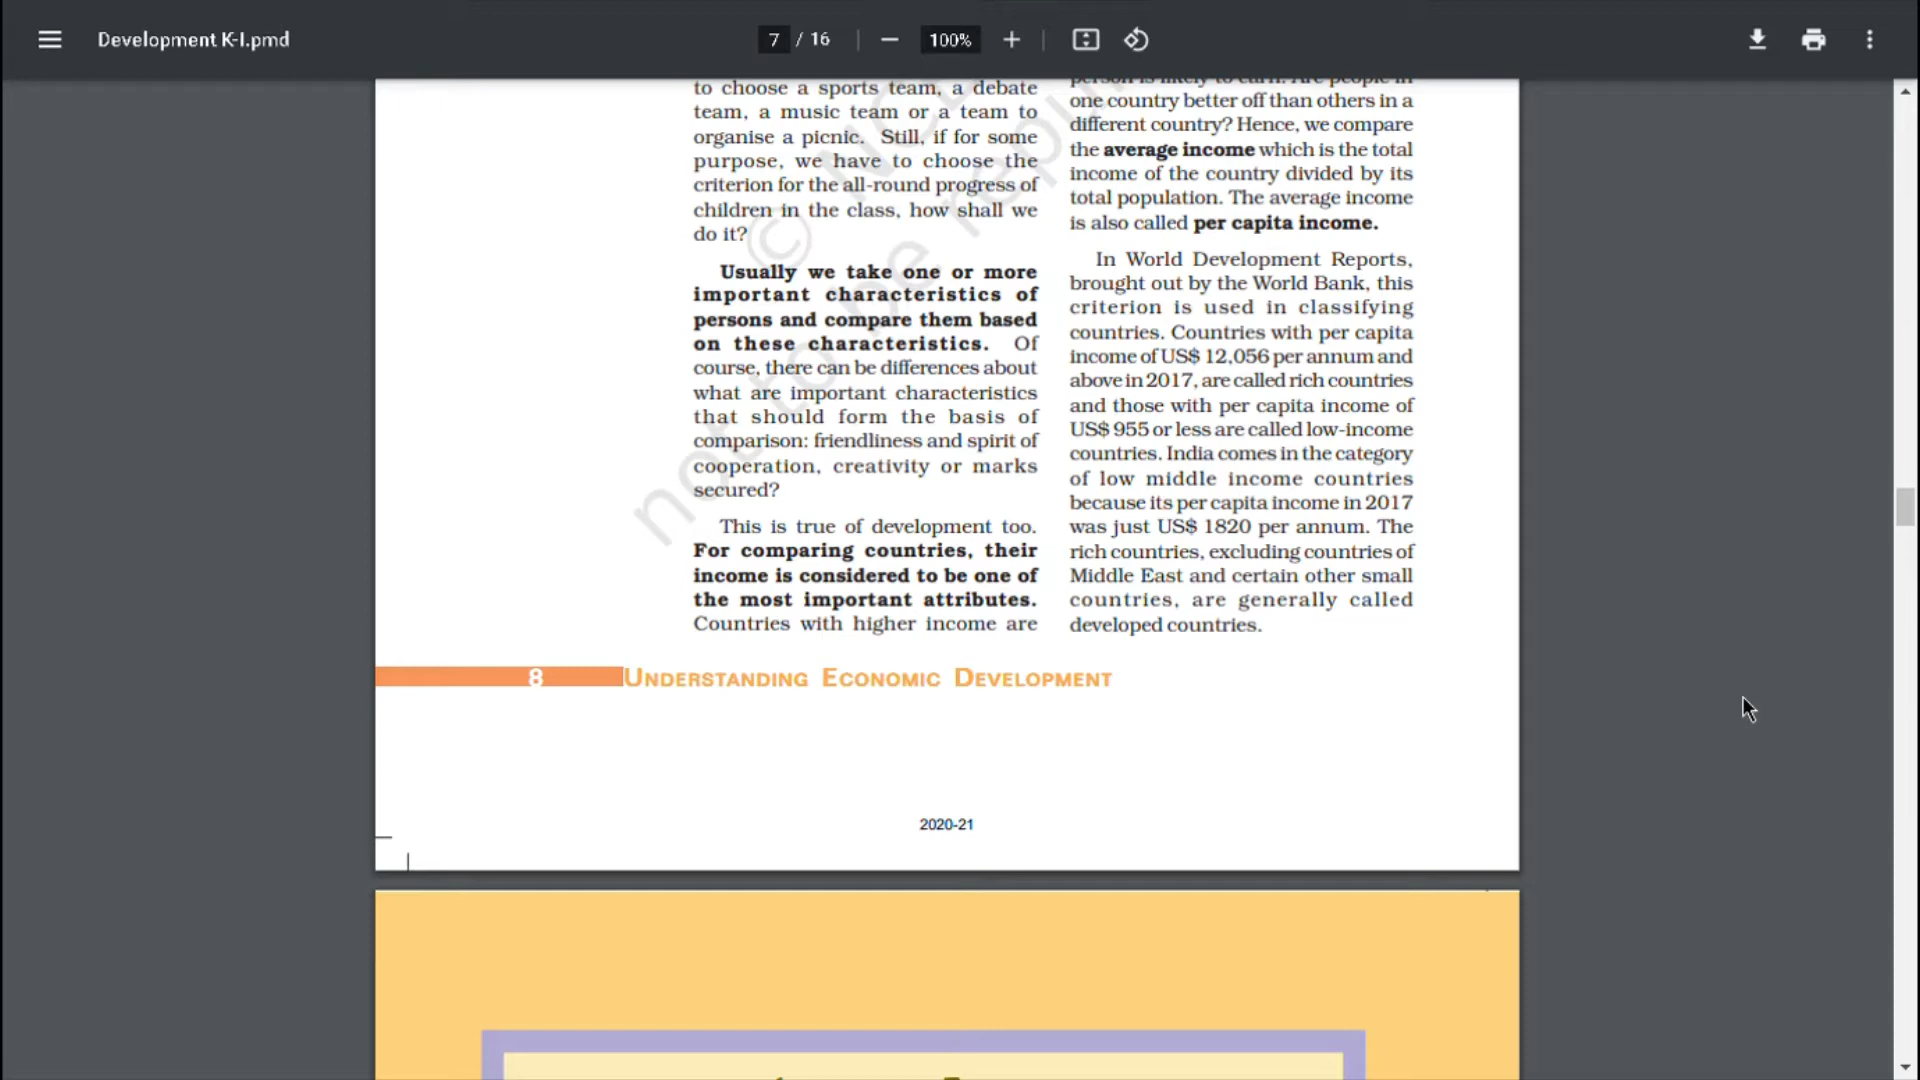 Development K-I.pmd
7 / 16
100%
to choose a sports team, a debate
team, a music team or a team to
organise a picnic. Still, if for some
purpose, we have to choose the
criterion for the all-round progress of
children in the class, how shall we
do it?
Usually we take one or more
important characteristics of
persons and compare them based
on these characteristics. Of
course, there can be differences about
what are important characteristics
that should form the basis of
comparison: friendliness and spirit of
cooperation, creativity or marks
secured?
This is true of development too.
For comparing countries, their
income is considered to be one of
the most important attributes.
Countries with higher income are
person is likely to earn. Are people in
one country better off than others in a
different country? Hence, we compare
the average income which is the total
income of the country divided by its
total population. The average income
is also called per capita income.
In World Development Reports,
brought out by the World Bank, this
criterion is used in classifying
countries. Countries with per capita
income of US$ 12,056 per annum and
above in 2017, are called rich countries
and those with per capita income of
US$ 955 or less are called low-income
countries. India comes in the category
of low middle income countries
because its per capita income in 2017
was just US$ 1820 per annum. The
rich countries, excluding countries of
Middle East and certain other small
countries, are generally called
developed countries.
8 UNDERSTANDING ECONOMIC DEVELOPMENT
2020-21
©
not to be